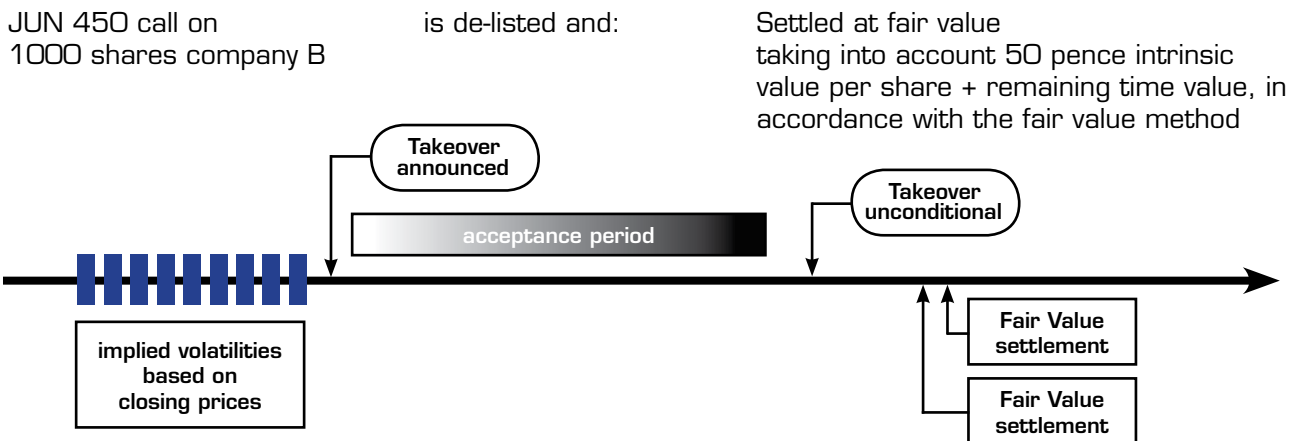 JUN 450 call on
1000 shares company B
is de-listed and:
Settled at fair value
taking into account 50 pence intrinsic
value per share + remaining time value, in
accordance with the fair value method
Takeover
announced
acceptance period
Takeover
unconditional
implied volatilities
based on
closing prices
Fair Value
settlement
Fair Value
settlement